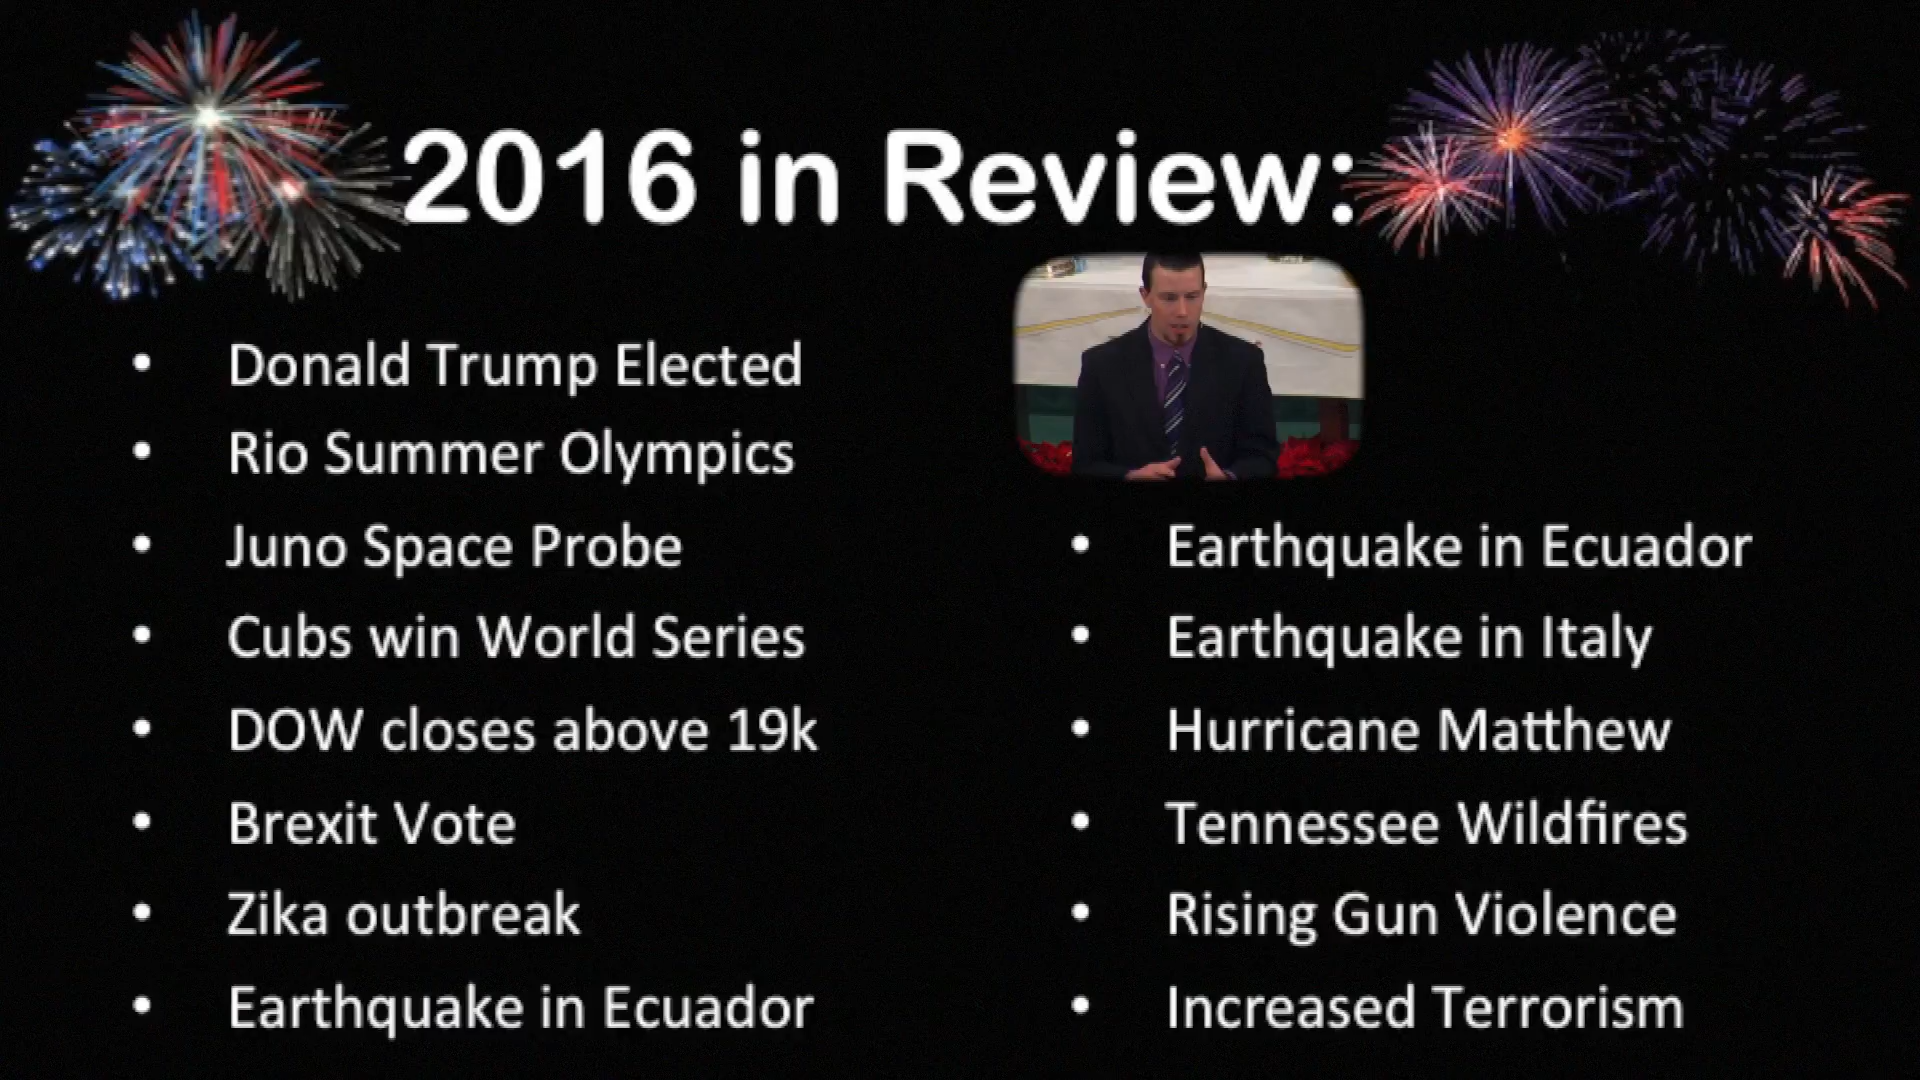 2016 in Review:
• Donald Trump Elected
• Rio Summer Olympics
• Juno Space Probe
• Cubs win World Series
• DOW closes above 19k
• Brexit Vote
• Zika outbreak
• Earthquake in Ecuador
• Earthquake in Ecuador
• Earthquake in Italy
• Hurricane Matthew
• Tennessee Wildfires
• Rising Gun Violence
• Increased Terrorism